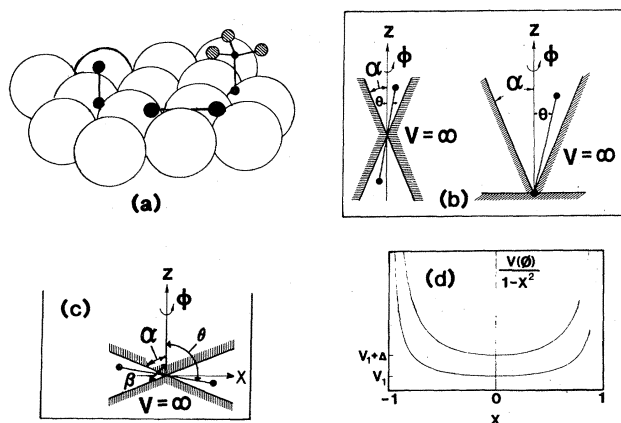 (a)
z
ϕ
α
θ
V = ∞
z
ϕ
α
θ
V = ∞
(b)
(c)
z
ϕ
α
θ
β
X
V = ∞
(d)
V(Ø)
1-X²
V₁+Δ
V₁
-1
0
1
X